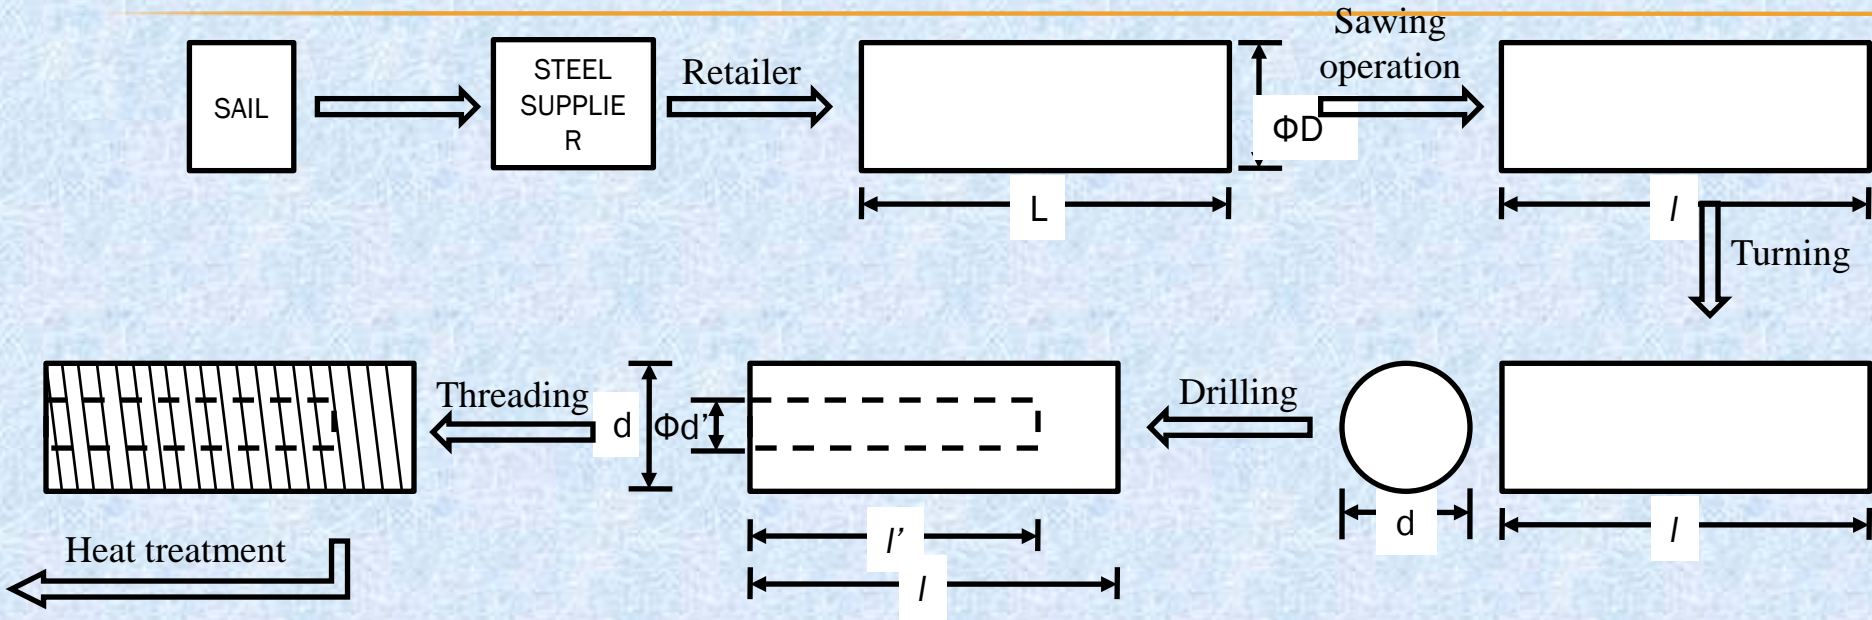 SAIL
STEEL
SUPPLIE
R
Retailer
L
ΦD
Sawing
operation
l
Turning
l
d
Drilling
l'
l
Φd'
d
Threading
Heat treatment